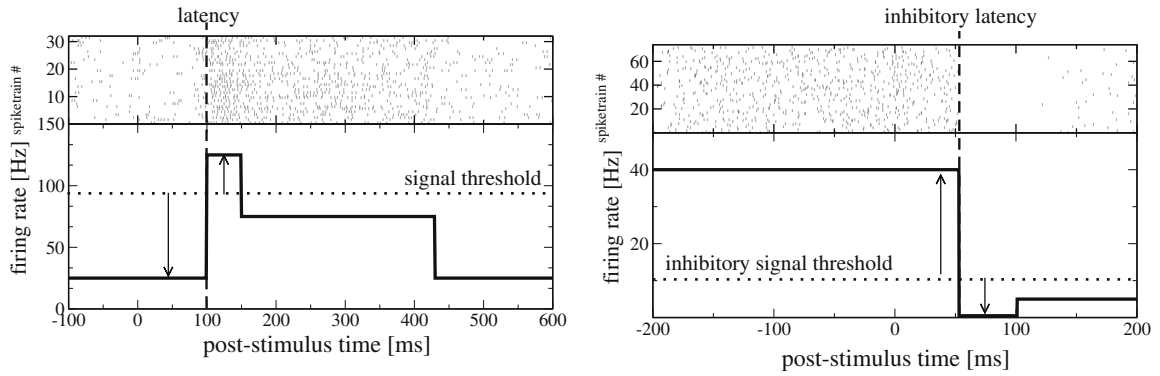 latency
spiketrain #
30
20
10
150
firing rate [Hz]
100
50
0
signal threshold
-100 0 100 200 300 400 500 600
post-stimulus time [ms]
inhibitory latency
spiketrain #
60
40
20
firing rate [Hz]
40
20
inhibitory signal threshold
-200 -100 0 100 200
post-stimulus time [ms]